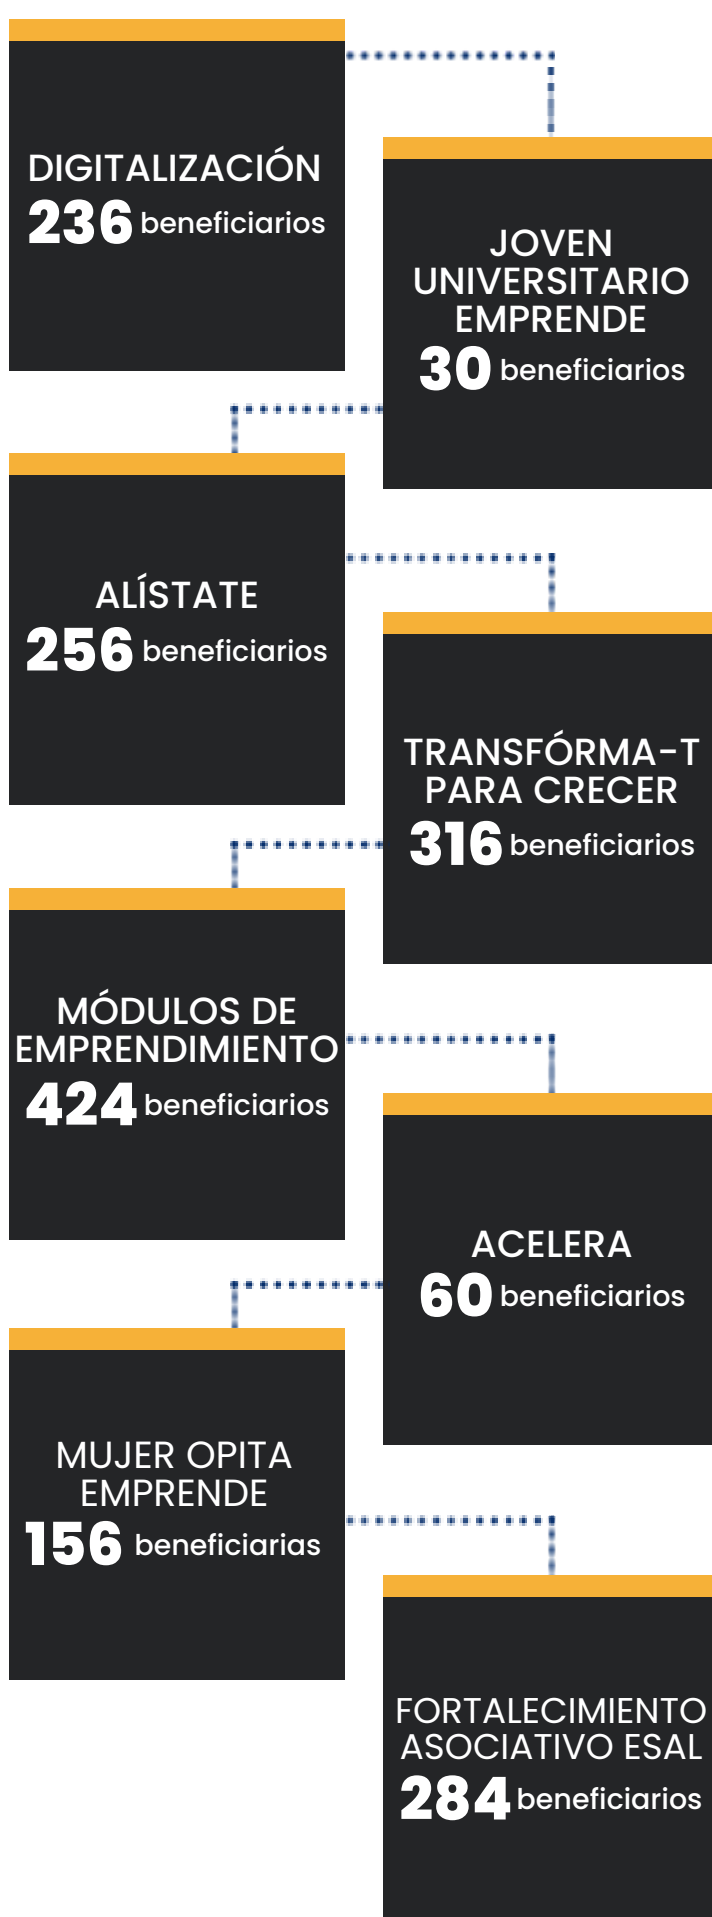 DIGITALIZACIÓN
236 beneficiarios
JOVEN
UNIVERSITARIO
EMPRENDE
30 beneficiarios
ALÍSTATE
256 beneficiarios
TRANSFÓRMA-T
PARA CRECER
316 beneficiarios
MÓDULOS DE
EMPRENDIMIENTO
424 beneficiarios
ACELERA
60 beneficiarios
MUJER OPITA
EMPRENDE
156 beneficiarias
FORTALECIMIENTO
ASOCIATIVO ESAL
284 beneficiarios